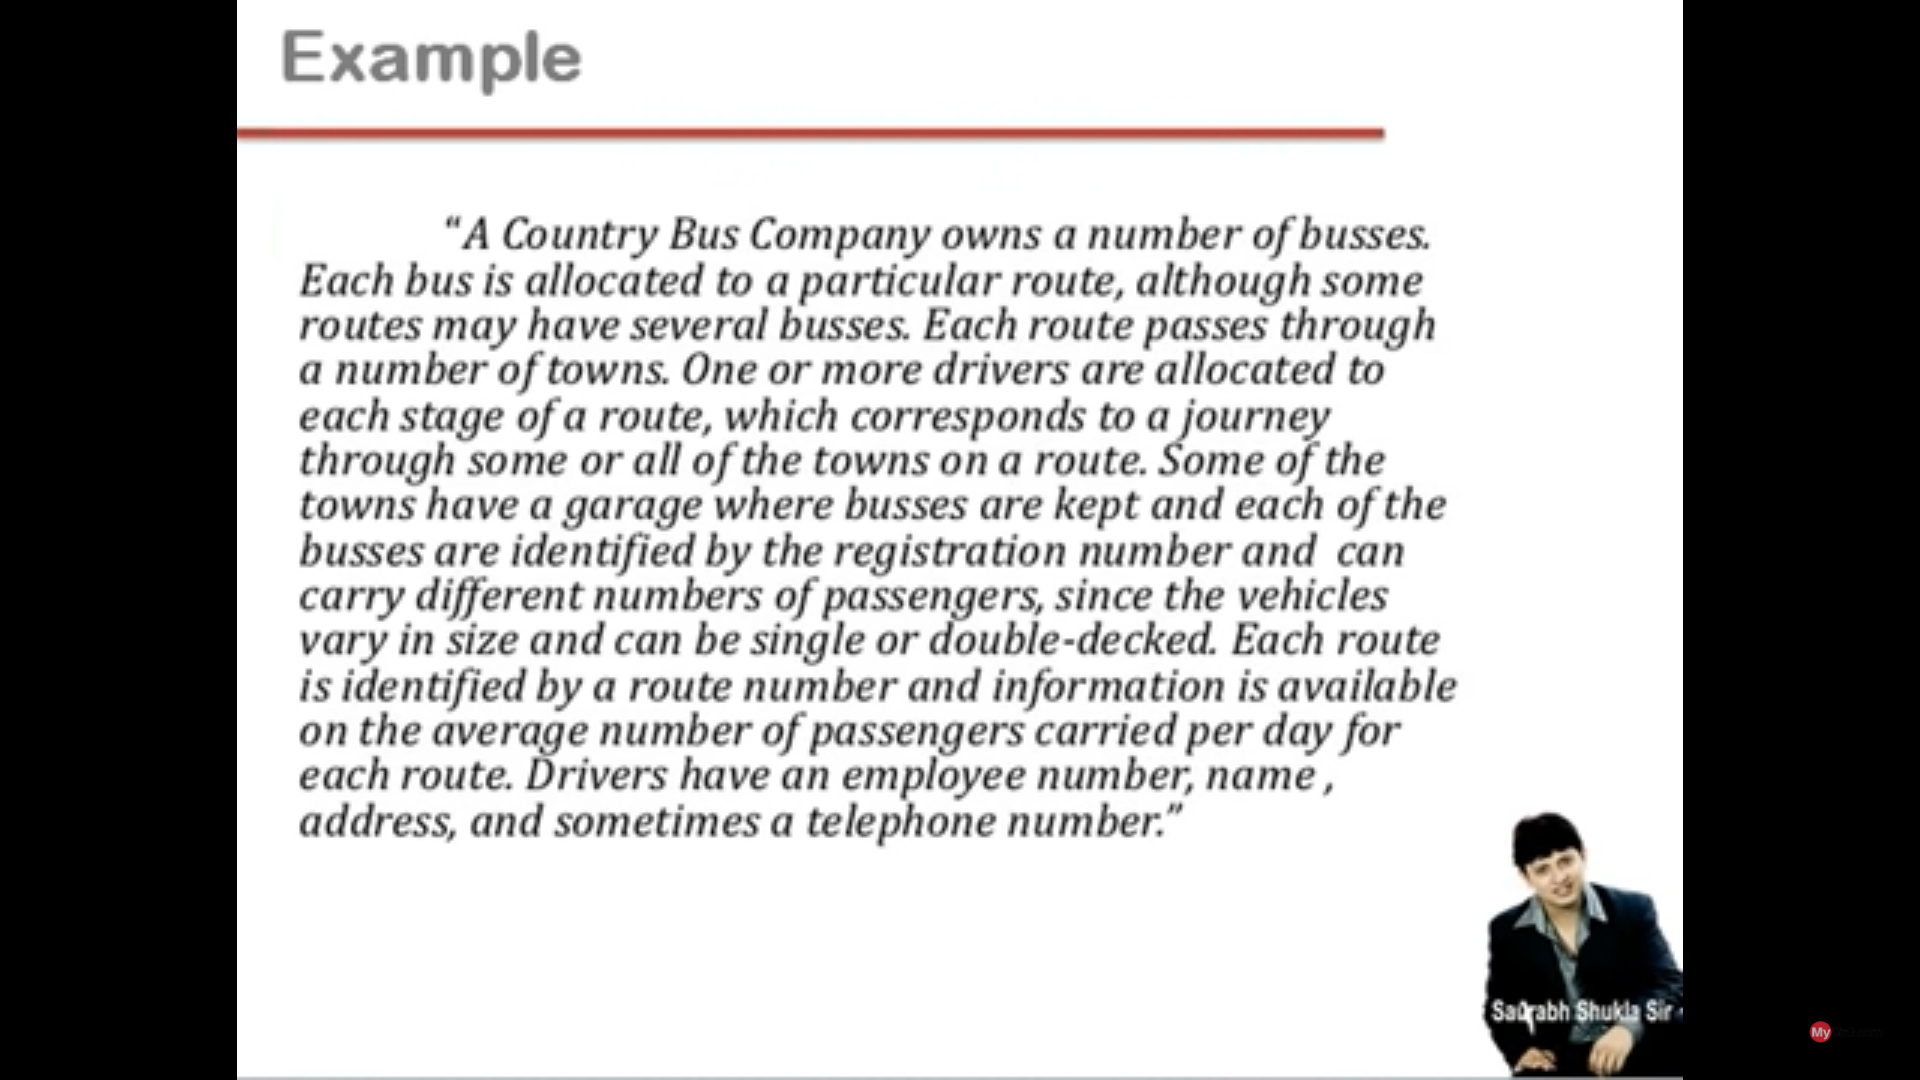 Example
“A Country Bus Company owns a number of busses.
Each bus is allocated to a particular route, although some
routes may have several busses. Each route passes through
a number of towns. One or more drivers are allocated to
each stage of a route, which corresponds to a journey
through some or all of the towns on a route. Some of the
towns have a garage where busses are kept and each of the
busses are identified by the registration number and can
carry different numbers of passengers, since the vehicles
vary in size and can be single or double-decked. Each route
is identified by a route number and information is available
on the average number of passengers carried per day for
each route. Drivers have an employee number, name ,
address, and sometimes a telephone number.”
Saurabh Shukla Sir
My